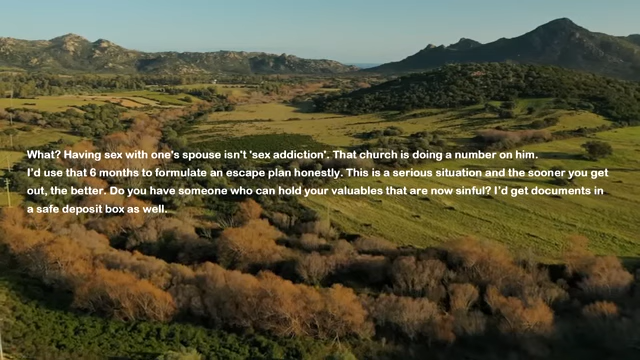 What? Having sex with one's spouse isn't 'sex addiction'. That church is doing a number on him.
I'd use that 6 months to formulate an escape plan honestly. This is a serious situation and the sooner you get
out, the better. Do you have someone who can hold your valuables that are now sinful? I'd get documents in
a safe deposit box as well.